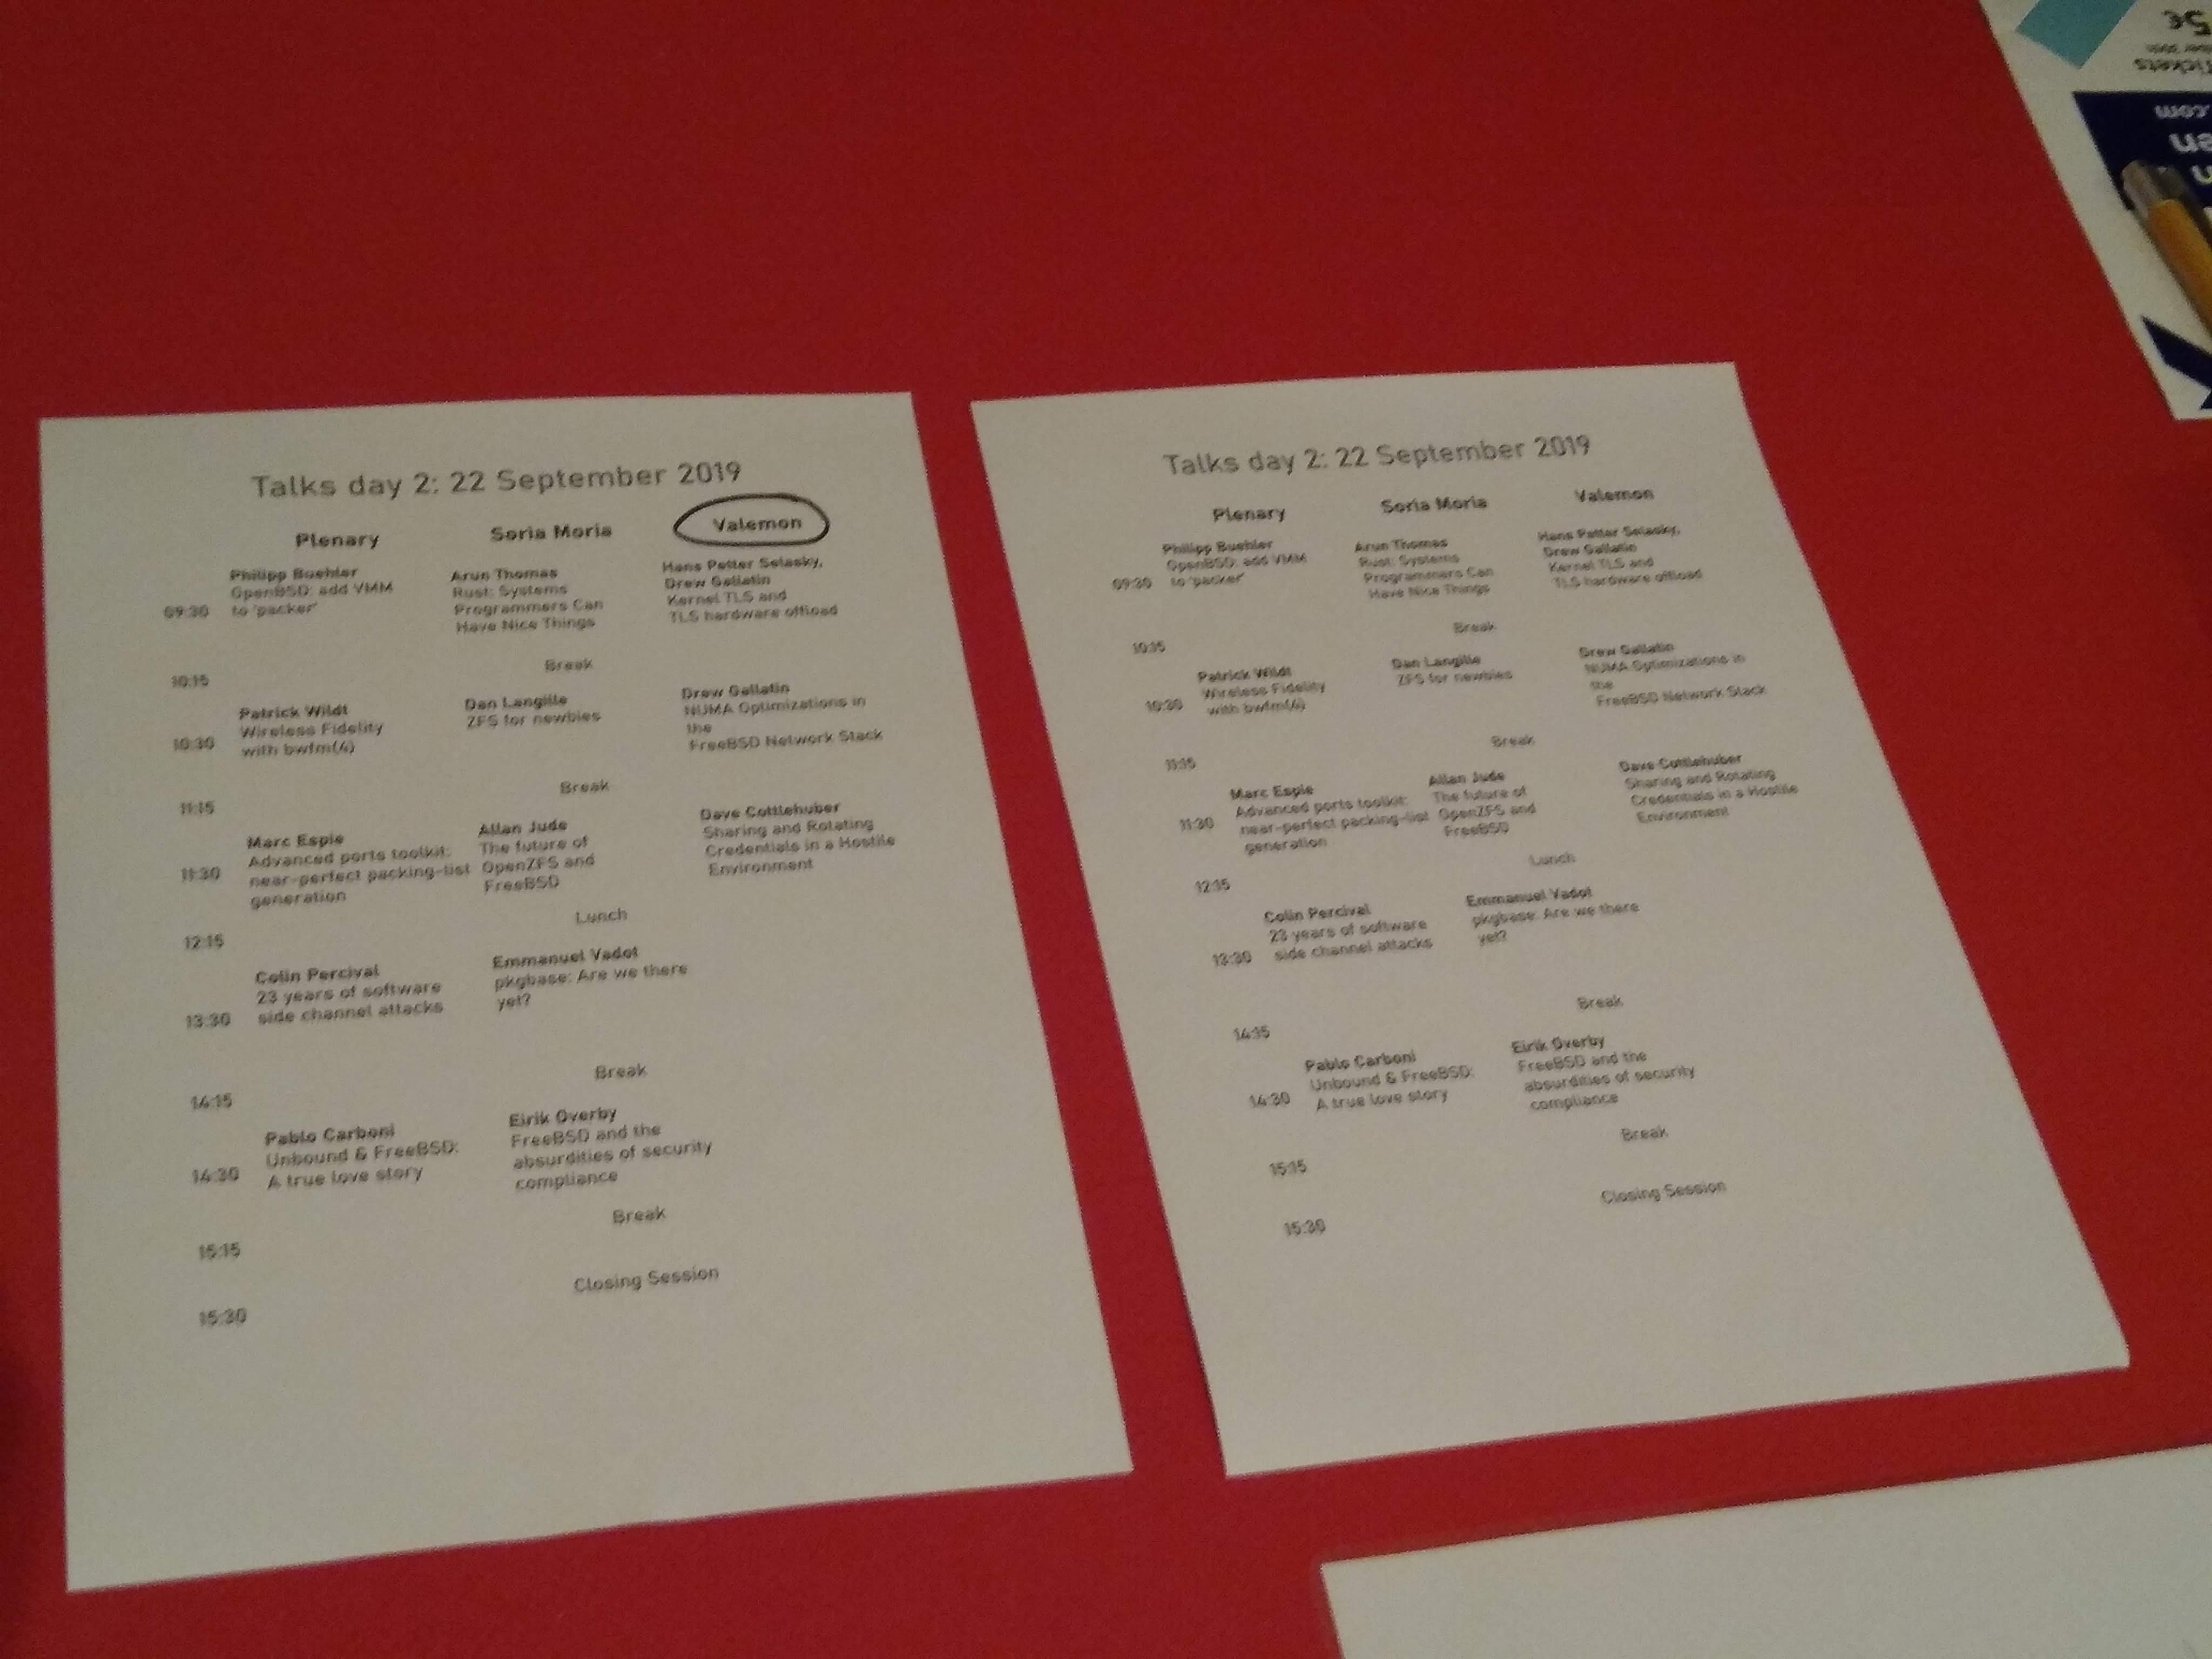 Talks day 2: 22 September 2019
Plenary Soria Moria Valemon
Philipp Buehler
OpenBSD: add VMM
09:30 to 'packer'
Arun Thomas
Rust: Systems
Programmers Can
Have Nice Things
Hans Petter Selasky,
Drew Gallatin
Kernel TLS and
TLS hardware offload
Break
10:15
Patrick Wildt
Wireless Fidelity
10:30 with bwfm(4)
Dan Langille
ZFS for newbies
Drew Gallatin
NUMA Optimizations in
the
FreeBSD Network Stack
Break
11:15
Marc Espie
Advanced ports toolkit:
11:30 near-perfect packing-list
generation
Allan Jude
The future of
OpenZFS and
FreeBSD
Dave Cottlehuber
Sharing and Rotating
Credentials in a Hostile
Environment
Lunch
12:15
Colin Percival
23 years of software
13:30 side channel attacks
Emmanuel Vadot
pkgbase: Are we there
yet?
Break
14:15
Pablo Carboni
Unbound & FreeBSD:
14:30 A true love story
Eirik Øverby
FreeBSD and the
absurdities of security
compliance
Break
15:15
Closing Session
15:30
Talks day 2: 22 September 2019
Plenary Soria Moria Valemon
Philipp Buehler
OpenBSD: add VMM
09:30 to 'packer'
Arun Thomas
Rust: Systems
Programmers Can
Have Nice Things
Hans Petter Selasky,
Drew Gallatin
Kernel TLS and
TLS hardware offload
Break
10:15
Patrick Wildt
Wireless Fidelity
10:30 with bwfm(4)
Dan Langille
ZFS for newbies
Drew Gallatin
NUMA Optimizations in
the
FreeBSD Network Stack
Break
11:15
Marc Espie
Advanced ports toolkit:
11:30 near-perfect packing-list
generation
Allan Jude
The future of
OpenZFS and
FreeBSD
Dave Cottlehuber
Sharing and Rotating
Credentials in a Hostile
Environment
Lunch
12:15
Colin Percival
23 years of software
13:30 side channel attacks
Emmanuel Vadot
pkgbase: Are we there
yet?
Break
14:15
Pablo Carboni
Unbound & FreeBSD:
14:30 A true love story
Eirik Øverby
FreeBSD and the
absurdities of security
compliance
Break
15:15
Closing Session
15:30
5€
Tickets
.com
en